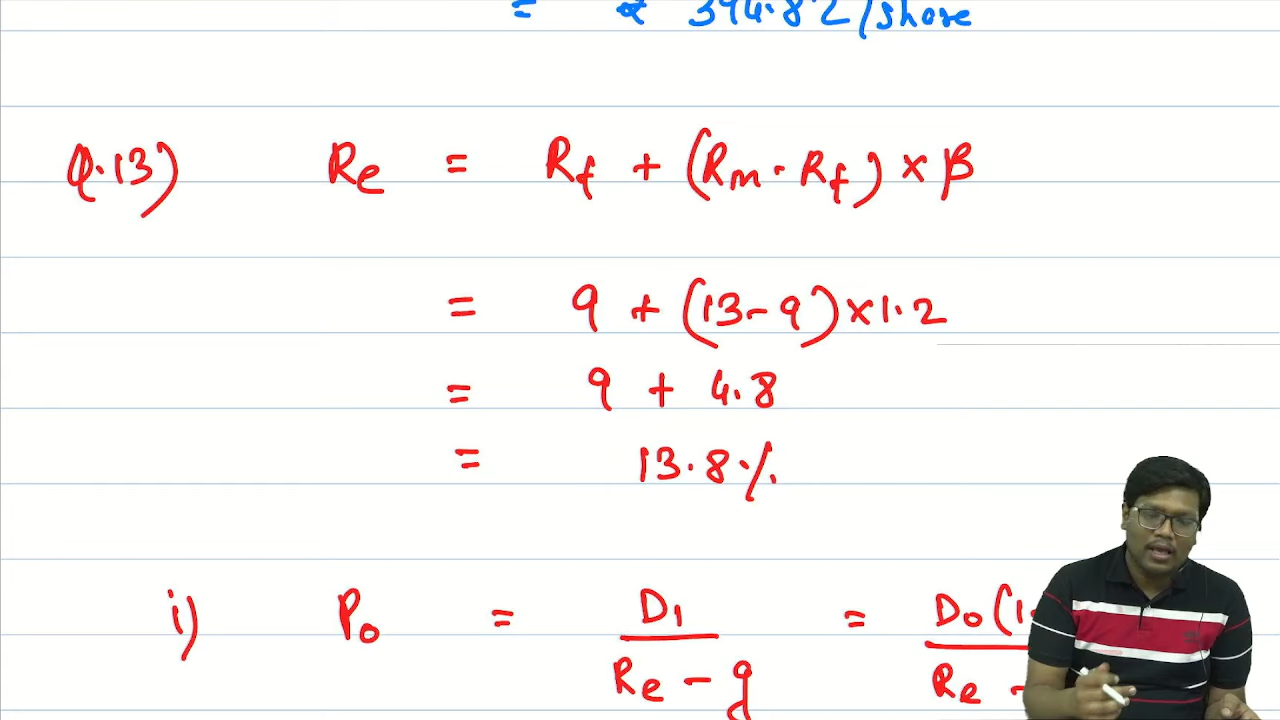 = ₹ 394.82/share
Q.13) Re = Rf + (Rm - Rf) × β
= 9 + (13 - 9) × 1.2
= 9 + 4.8
= 13.8%
i) P₀ = D₁ / Re - g = D₀ (1 / Re -